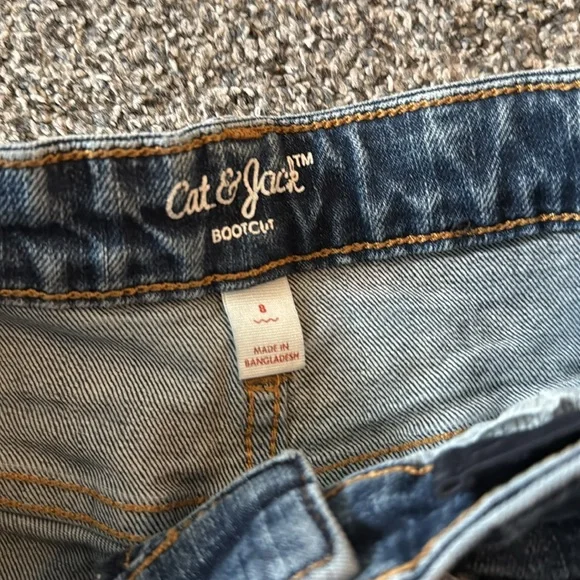 Cat & Jack™
BOOTCUT
8
MADE IN
BANGLADESH